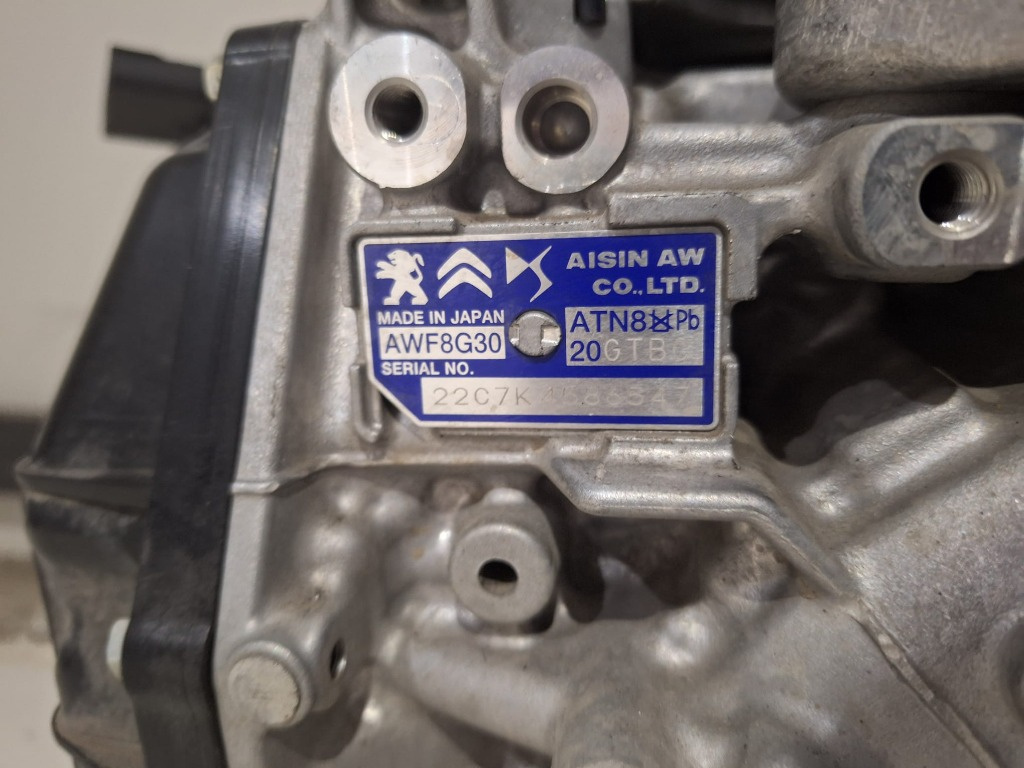 AISIN AW
CO., LTD.
MADE IN JAPAN
AWF8G30
ATN8
Pb
20GTB
SERIAL NO.
22C7K